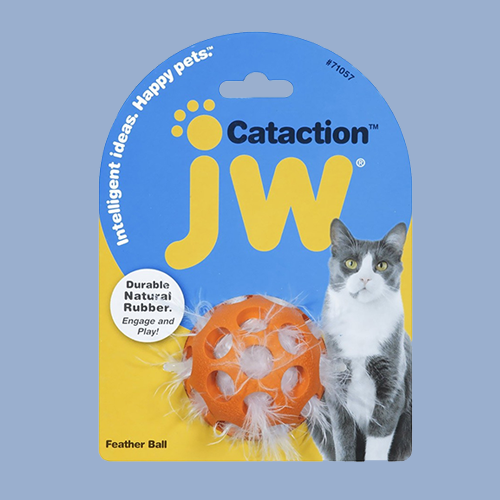 Intelligent ideas. Happy pets.™
#71057
Cataction™
JW®
Durable
Natural
Rubber.
Engage and
Play!
Feather Ball